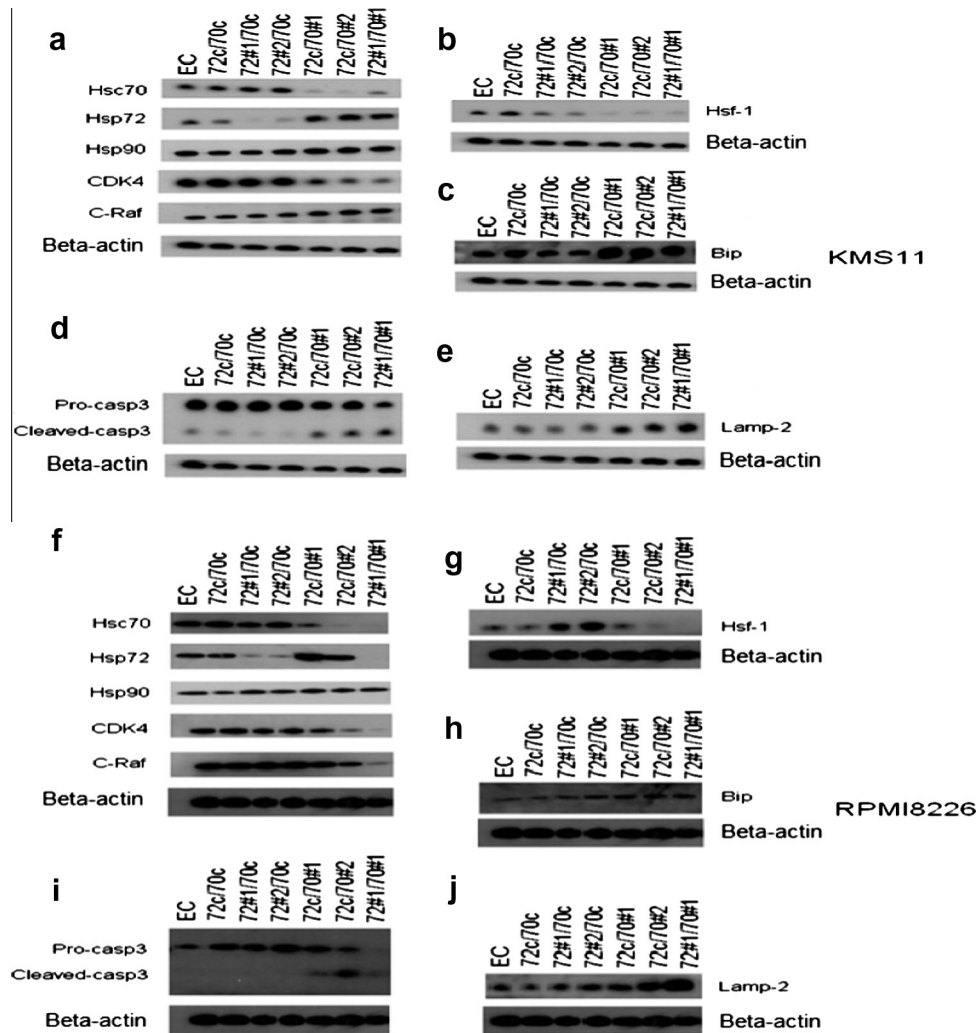 a
EC 72c/70c 72#1/70c 72#2/70c 72c/70#1 72c/70#2 72#1/70#1
Hsc70
Hsp72
Hsp90
CDK4
C-Raf
Beta-actin
b
EC 72c/70c 72#1/70c 72#2/70c 72c/70#1 72c/70#2 72#1/70#1
Hsf-1
Beta-actin
c
EC 72c/70c 72#1/70c 72#2/70c 72c/70#1 72c/70#2 72#1/70#1
Bip
Beta-actin
KMS11
d
EC 72c/70c 72#1/70c 72#2/70c 72c/70#1 72c/70#2 72#1/70#1
Pro-casp3
Cleaved-casp3
Beta-actin
e
EC 72c/70c 72#1/70c 72#2/70c 72c/70#1 72c/70#2 72#1/70#1
Lamp-2
Beta-actin
f
EC 72c/70c 72#1/70c 72#2/70c 72c/70#1 72c/70#2 72#1/70#1
Hsc70
Hsp72
Hsp90
CDK4
C-Raf
Beta-actin
g
EC 72c/70c 72#1/70c 72#2/70c 72c/70#1 72c/70#2 72#1/70#1
Hsf-1
Beta-actin
h
EC 72c/70c 72#1/70c 72#2/70c 72c/70#1 72c/70#2 72#1/70#1
Bip
Beta-actin
RPMI8226
i
EC 72c/70c 72#1/70c 72#2/70c 72c/70#1 72c/70#2 72#1/70#1
Pro-casp3
Cleaved-casp3
Beta-actin
j
EC 72c/70c 72#1/70c 72#2/70c 72c/70#1 72c/70#2 72#1/70#1
Lamp-2
Beta-actin